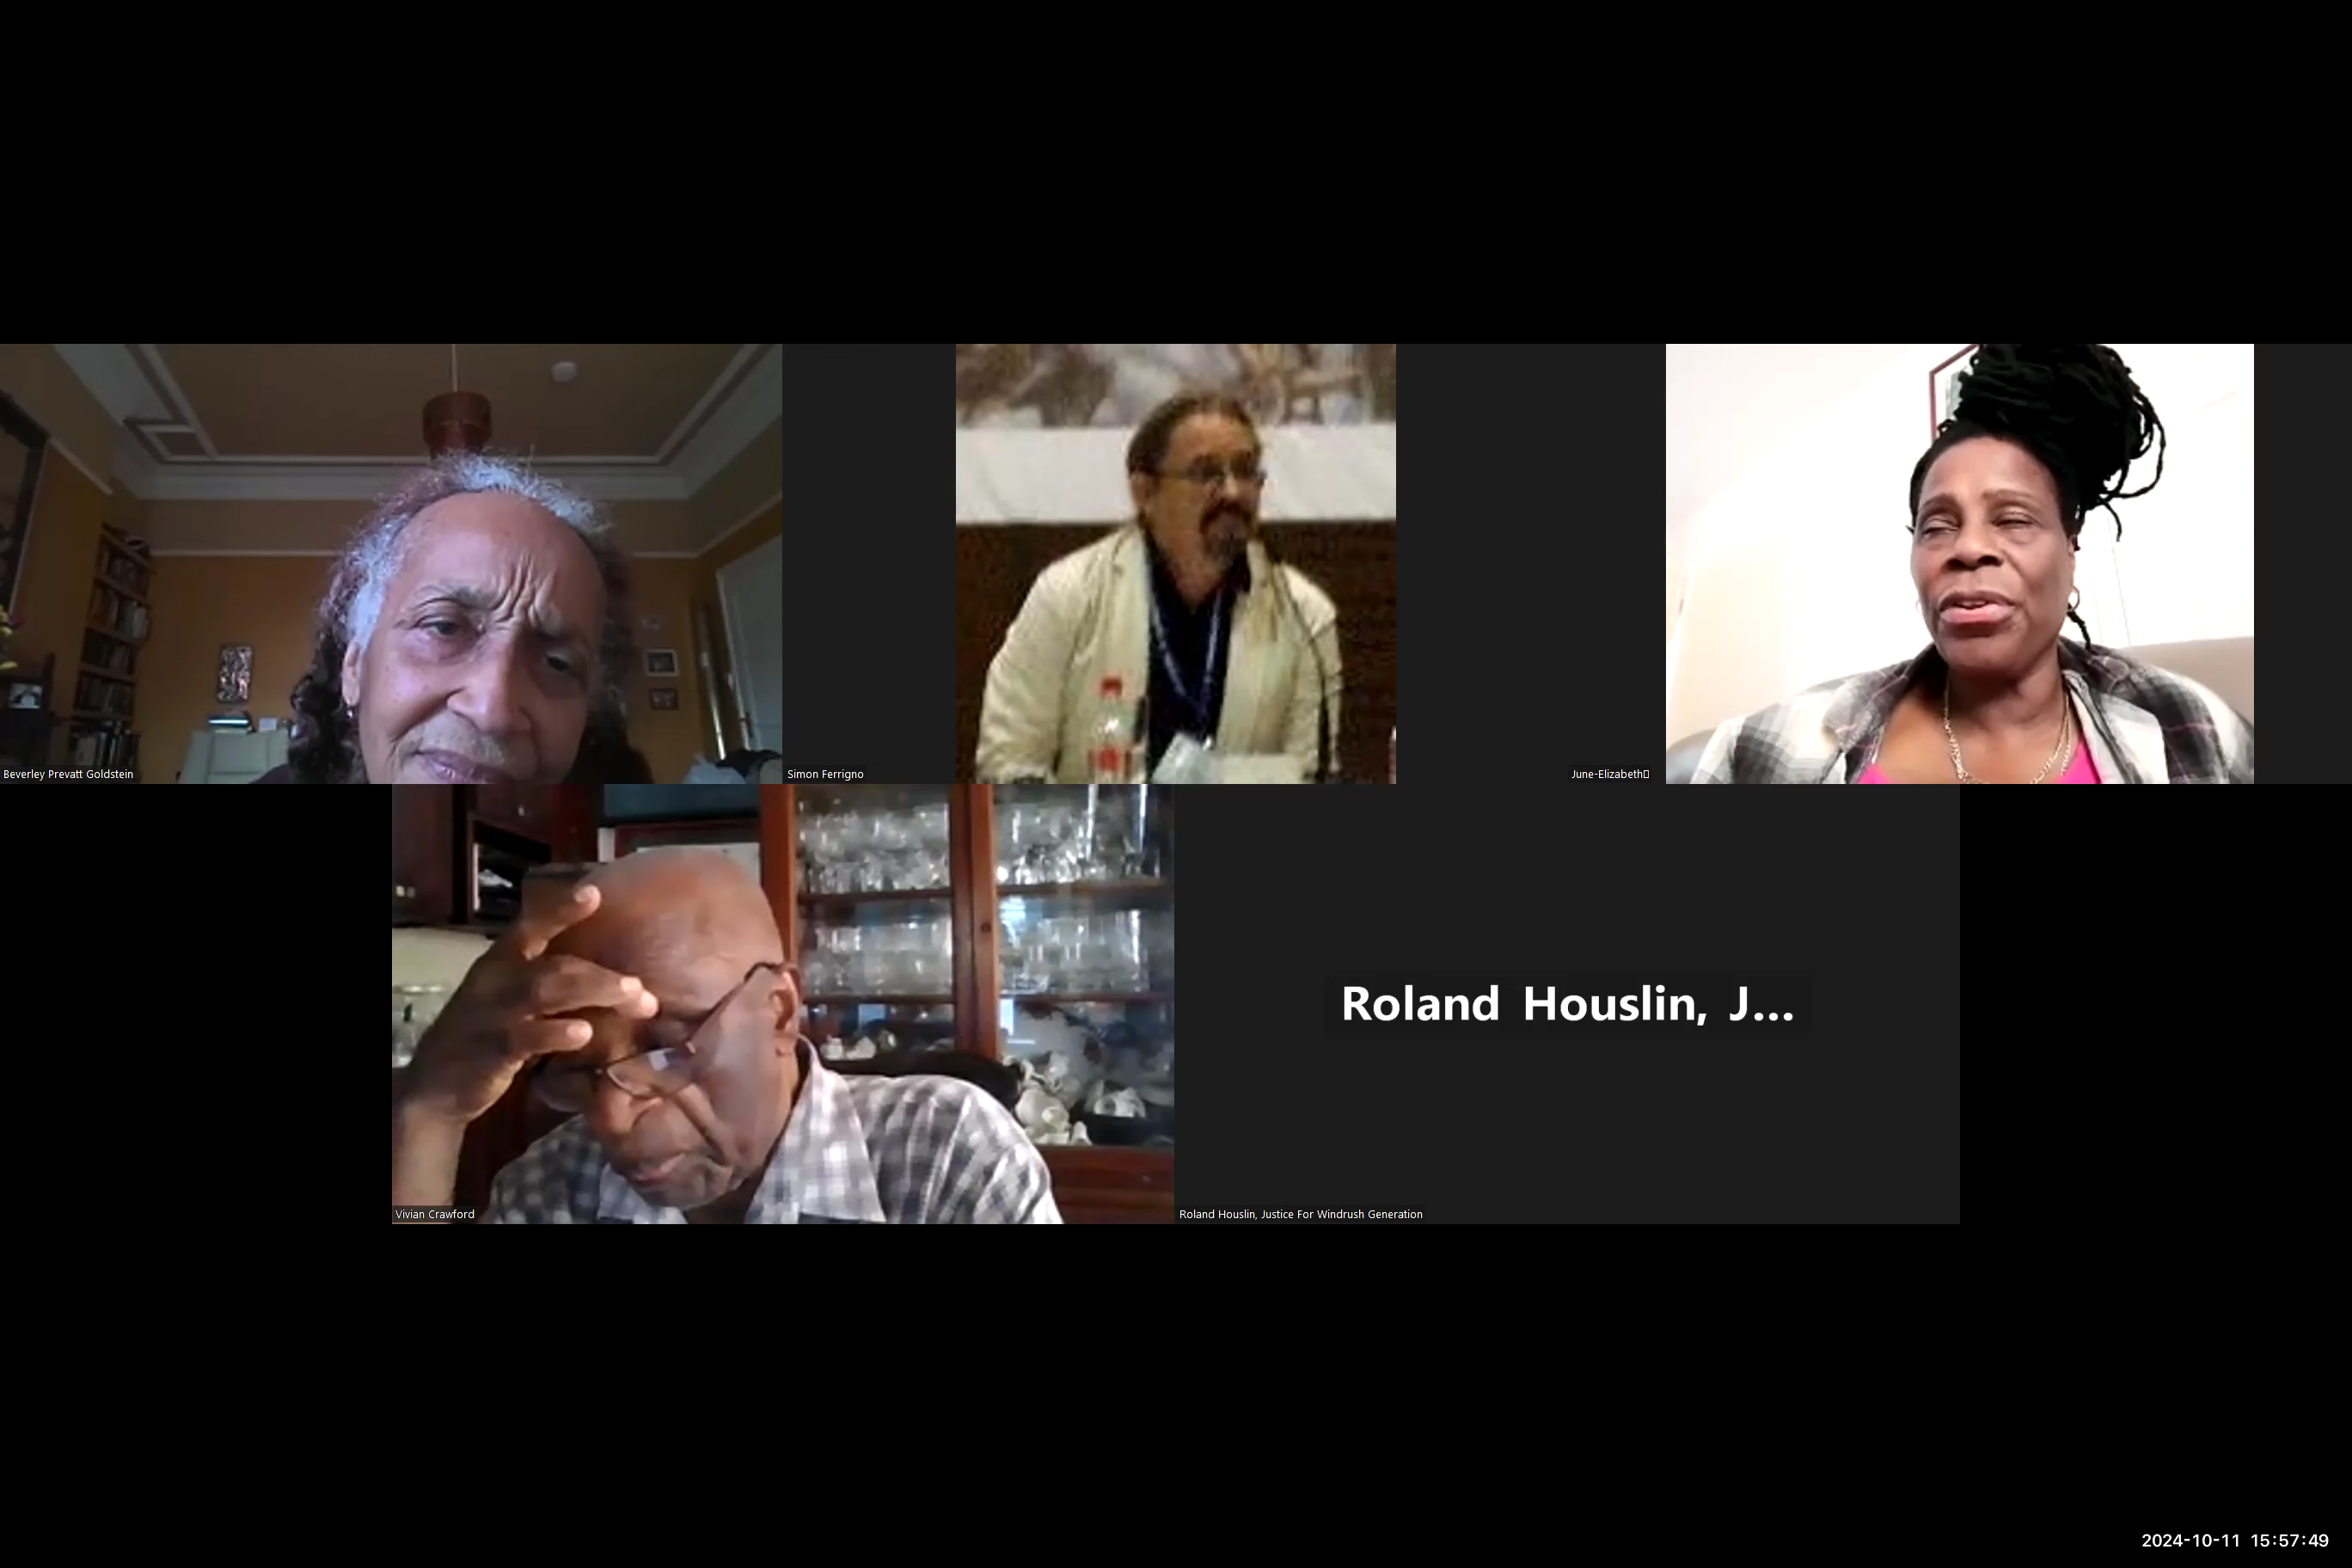 Beverley Prevatt Goldstein
Simon Ferrigno
June-Elizabeth
Roland Houslin, J...
Vivian Crawford
Roland Houslin, Justice For Windrush Generation
2024-10-11 15:57:49